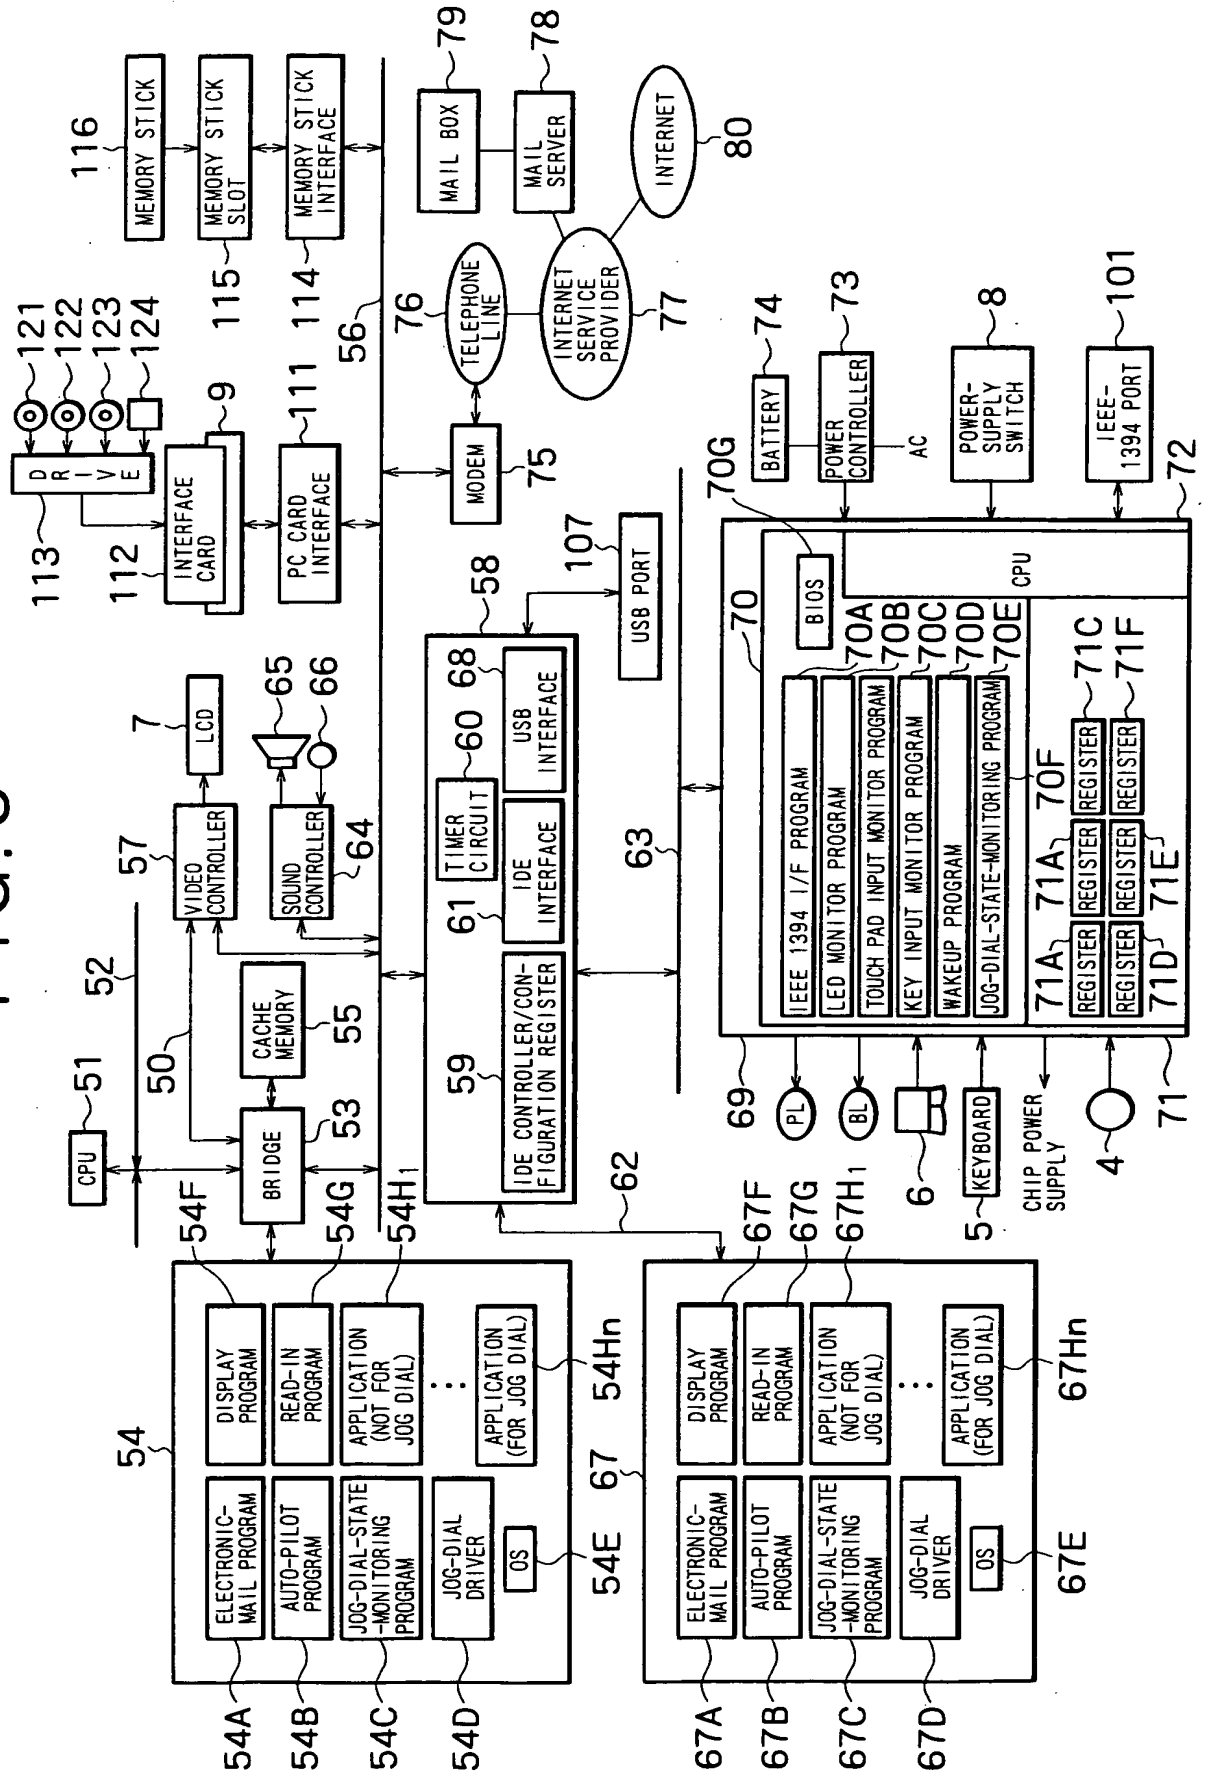 54
54A
ELECTRONIC-
MAIL PROGRAM
54B
AUTO-PILOT
PROGRAM
54C
JOG-DIAL-STATE
-MONITORING
PROGRAM
54D
JOG-DIAL
DRIVER
54E
OS
54F
DISPLAY
PROGRAM
54G
READ-IN
PROGRAM
54H1
APPLICATION
(NOT FOR
JOG DIAL)
54Hn
APPLICATION
(FOR JOG DIAL)
67
67A
ELECTRONIC-
MAIL PROGRAM
67B
AUTO-PILOT
PROGRAM
67C
JOG-DIAL-STATE
-MONITORING
PROGRAM
67D
JOG-DIAL
DRIVER
67E
OS
67F
DISPLAY
PROGRAM
67G
READ-IN
PROGRAM
67H1
APPLICATION
(NOT FOR
JOG DIAL)
67Hn
APPLICATION
(FOR JOG DIAL)
62
51
CPU
52
50
BRIDGE
53
CACHE
MEMORY
55
57
VIDEO
CONTROLLER
7
LCD
SOUND
CONTROLLER
64
65
66
113
DRIVE
121
122
123
124
112
INTERFACE
CARD
9
PC CARD
INTERFACE
111
116
MEMORY STICK
115
MEMORY STICK
SLOT
114
MEMORY STICK
INTERFACE
56
58
59
IDE CONTROLLER/CON-
FIGURATION REGISTER
61
IDE
INTERFACE
60
TIMER
CIRCUIT
68
USB
INTERFACE
107
USB PORT
75
MODEM
76
TELEPHONE
LINE
77
INTERNET
SERVICE
PROVIDER
79
MAIL BOX
78
MAIL
SERVER
80
INTERNET
63
69
PL
BL
6
5
KEYBOARD
CHIP POWER
SUPPLY
4
71
70
IEEE 1394 I/F PROGRAM
70A
LED MONITOR PROGRAM
70B
TOUCH PAD INPUT MONITOR PROGRAM
70C
KEY INPUT MONITOR PROGRAM
70D
WAKEUP PROGRAM
70E
JOG-DIAL-STATE-MONITORING PROGRAM
70F
BIOS
70G
CPU
72
71A
REGISTER
71A
REGISTER
71C
REGISTER
71D
REGISTER
71E
REGISTER
71F
REGISTER
74
BATTERY
73
POWER
CONTROLLER
AC
8
POWER-
SUPPLY
SWITCH
101
IEEE-
1394 PORT